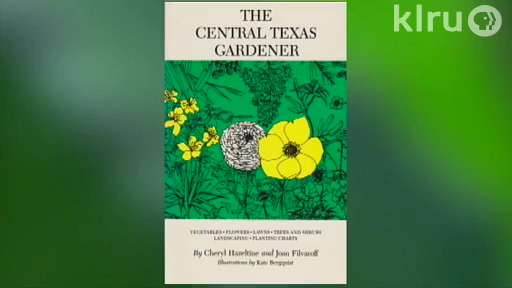 THE
CENTRAL TEXAS
GARDENER
klru
PBS
VEGETABLES • FLOWERS • LAWNS • TREES AND SHRUBS
LANDSCAPING • PLANTING CHARTS
By Cheryl Hazeltine and Joan Filvaroff
Illustrations by Kate Bergquist